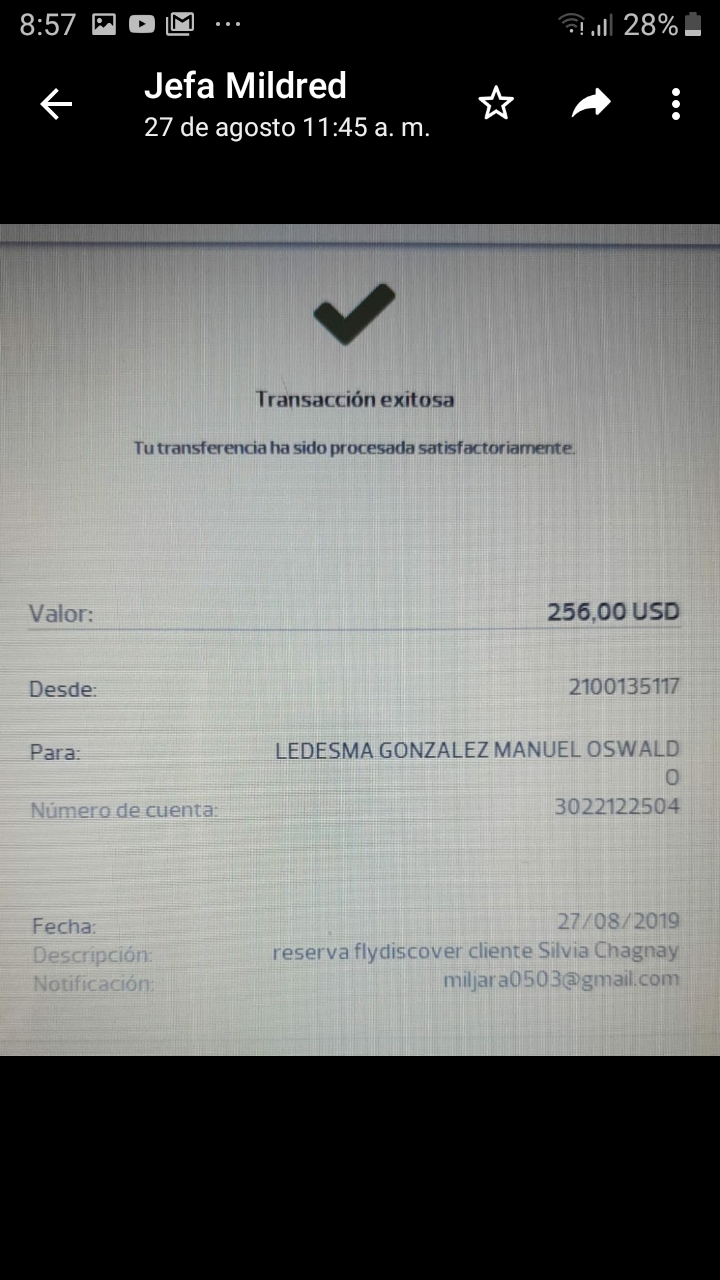 8:57 28%
Jefa Mildred
27 de agosto 11:45 a. m.
Transacción exitosa
Tu transferencia ha sido procesada satisfactoriamente.
Valor: 256,00 USD
Desde: 2100135117
Para: LEDESMA GONZALEZ MANUEL OSWALD
O
Número de cuenta: 3022122504
Fecha: 27/08/2019
Descripción: reserva flydiscover cliente Silvia Chagnay
Notificación: miljara0503@gmail.com